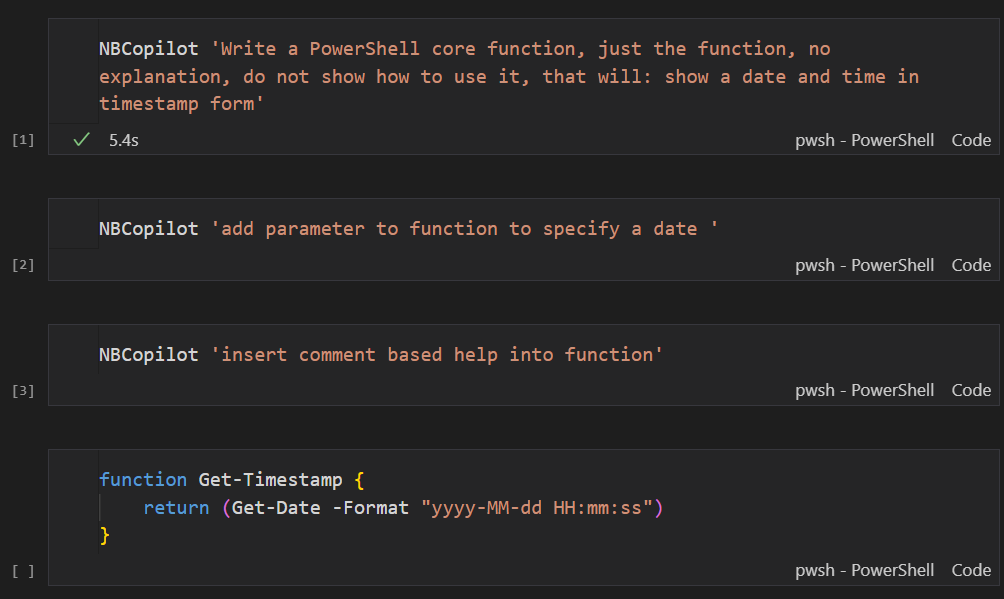 NBCopilot 'Write a PowerShell core function, just the function, no
explanation, do not show how to use it, that will: show a date and time in
timestamp form'
[1] ✓ 5.4s pwsh - PowerShell Code
NBCopilot 'add parameter to function to specify a date '
[2] pwsh - PowerShell Code
NBCopilot 'insert comment based help into function'
[3] pwsh - PowerShell Code
function Get-Timestamp {
    return (Get-Date -Format "yyyy-MM-dd HH:mm:ss")
}
[ ] pwsh - PowerShell Code